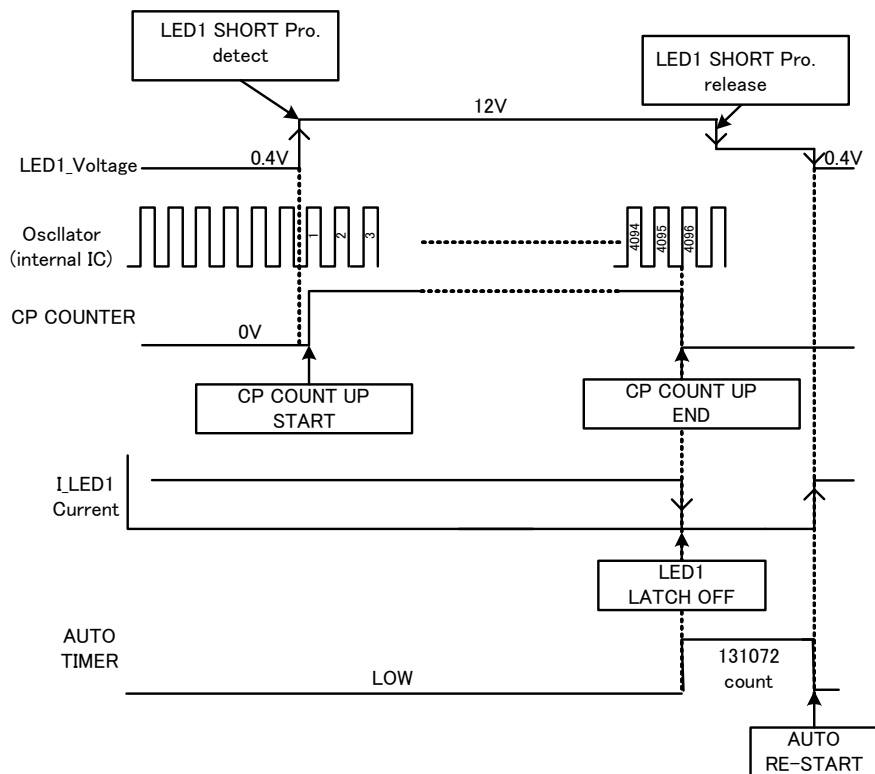 LED1 SHORT Pro.
detect
LED1 SHORT Pro.
release
12V
0.4V
0.4V
LED1_Voltage
Oscllator
(internal IC)
1
2
3
4094
4095
4096
CP COUNTER
0V
CP COUNT UP
START
CP COUNT UP
END
I_LED1
Current
LED1
LATCH OFF
AUTO
TIMER
LOW
131072
count
AUTO
RE-START